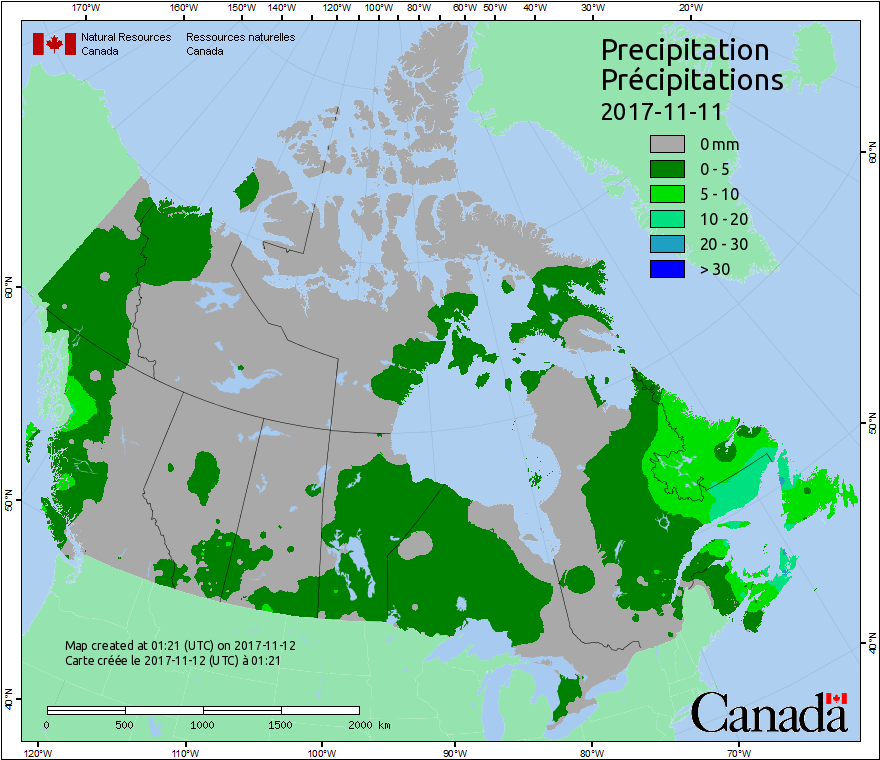 170°W 160°W 150°W 140°W 130°W 120°W 110°W 100°W 90°W 80°W 60°W 50°W 40°W 30°W 20°W
Natural Resources Ressources naturelles
Canada Canada
Precipitation
Précipitations
2017-11-11
0 mm
0 - 5
5 - 10
10 - 20
20 - 30
> 30
60°N
60°N
50°N
50°N
40°N
40°N
Map created at 01:21 (UTC) on 2017-11-12
Carte créée le 2017-11-12 (UTC) à 01:21
0 500 1000 1500 2000 km
Canada
120°W 110°W 100°W 90°W 80°W 70°W